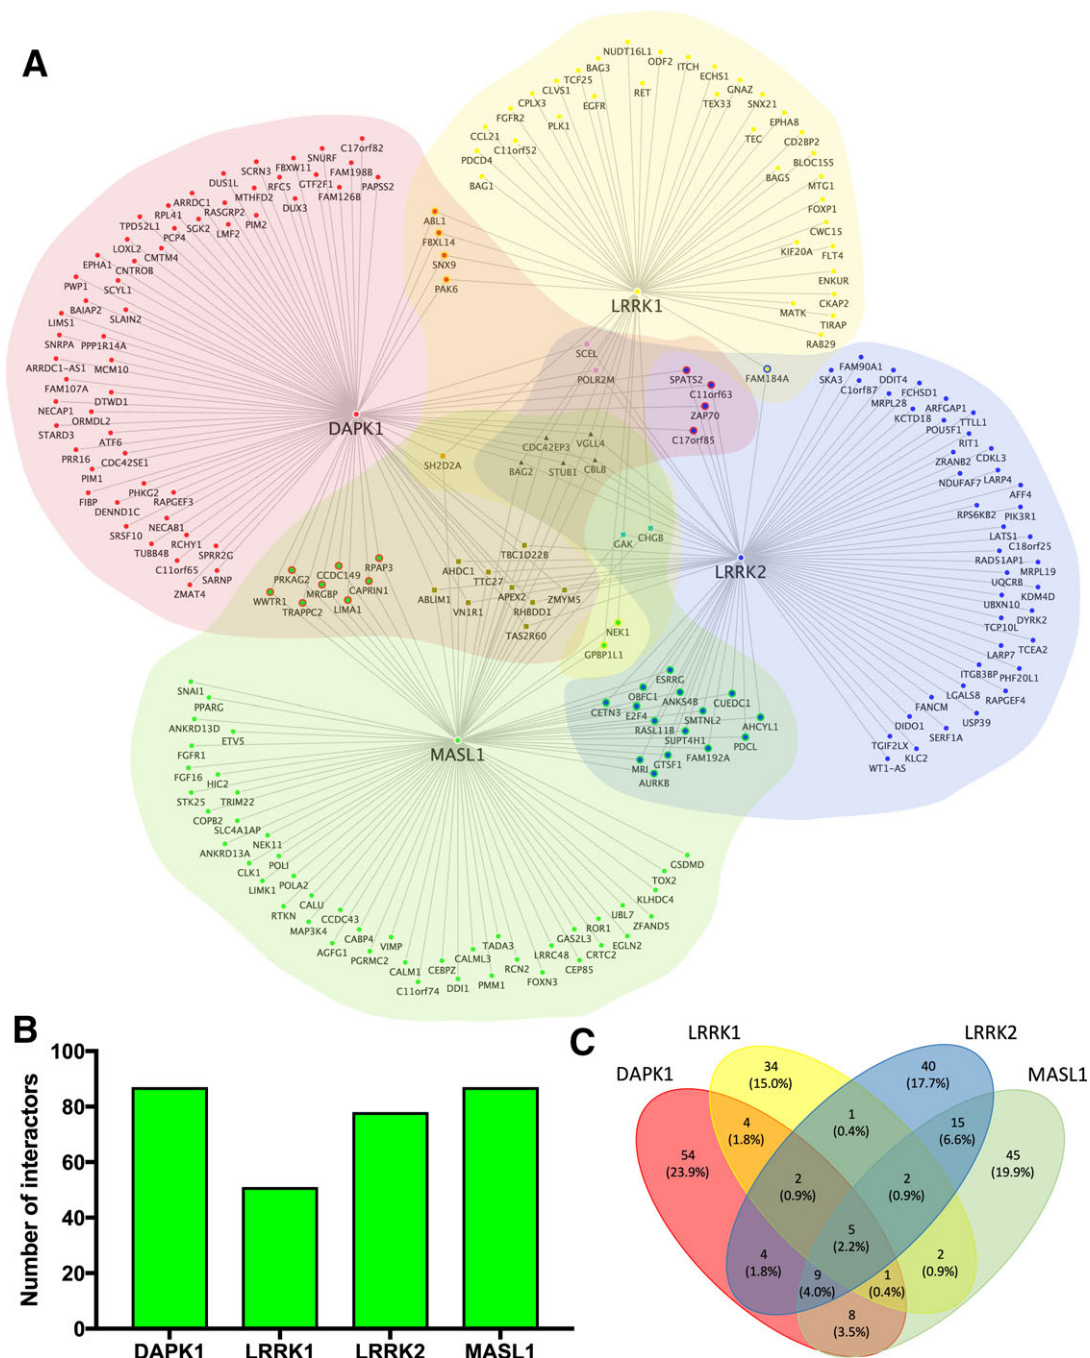 A
NUDT16L1
ODF2
BAG3
ITCH
TCF25
ECHS1
CLVS1
RET
GNAZ
CPLX3
EGFR
TEX33
SNX21
FGFR2
PLK1
EPHA8
CCL21
TEC
CD2BP2
C11orf52
PDCD4
BLOC1S5
BAG1
BAG5
MTG1
FOXP1
CWC15
KIF20A
FLT4
ENKUR
CKAP2
MATK
TIRAP
RAB29
LRRK1
C17orf82
SNURF
FBXW11
FAM198B
SCRN3
DUS1L
RFC5
GTF2F1
PAPSS2
MTHFD2
FAM126B
ARRDC1
RPL41
RASGRP2
DUX3
TPD52L1
SGK2
PIM2
PCP4
LMF2
LOXL2
CMTM4
EPHA1
CNTROB
PWP1
SCYL1
BAIAP2
LIMS1
SLAIN2
SNRPA
PPP1R14A
ARRDC1-AS1
MCM10
FAM107A
DTWD1
NECAP1
ORMDL2
STARD3
ATF6
PRR16
CDC42SE1
PIM1
PHKG2
FIBP
RAPGEF3
DENND1C
SRSF10
NECAB1
TUBB4B
RCHY1
SPRR2G
C11orf65
SARNP
ZMAT4
DAPK1
ABL1
FBXL14
SNX9
PAK6
SCEL
POLR2M
SPATS2
C11orf63
ZAP70
C17orf85
FAM184A
SH2D2A
CDC42EP3
VGLL4
BAG2
STUB1
CBLB
GAK
CHGB
FAM90A1
SKA3
C1orf87
DDIT4
FCHSD1
MRPL28
ARFGAP1
KCTD18
TTLL1
POU5F1
RIT1
ZRANB2
CDKL3
NDUFAF7
LARP4
AFF4
RPS6KB2
PIK3R1
LATS1
C18orf25
RAD51AP1
MRPL19
UQCRB
KDM4D
UBXN10
DYRK2
TCP10L
TCEA2
LARP7
ITGB3BP
PHF20L1
LGALS8
RAPGEF4
FANCM
USP39
DIDO1
SERF1A
TGIF2LX
KLC2
WT1-AS
LRRK2
RPAP3
CCDC149
PRKAG2
MRGBP
CAPRIN1
WWTR1
LIMA1
TRAPPC2
TBC1D22B
AHDC1
TTC27
ABLIM1
APEX2
ZMYM5
VN1R1
RHBDD1
TAS2R60
NEK1
GPBP1L1
ESRRG
OBFC1
ANKS4B
CUEDC1
CETN3
E2F4
SMTNL2
AHCYL1
RASL11B
SUPT4H1
PDCL
FAM192A
MRI
GTSF1
AURKB
MASL1
SNAI1
PPARG
ANKRD13D
ETV5
FGFR1
FGF16
HIC2
STK25
TRIM22
COPB2
SLC4A1AP
NEK11
ANKRD13A
POLI
CLK1
LIMK1
POLA2
CALU
RTKN
CCDC43
MAP3K4
CABP4
AGFG1
VIMP
PGRMC2
CALM1
C11orf74
CEBPZ
CALML3
DDI1
TADA3
PMM1
RCN2
FOXN3
LRRC48
GAS2L3
CEP85
ROR1
CRTC2
UBL7
EGLN2
ZFAND5
KLHDC4
TOX2
GSDMD
B
Number of interactors
100
80
60
40
20
0
DAPK1
LRRK1
LRRK2
MASL1
C
DAPK1
LRRK1
LRRK2
MASL1
34
(15.0%)
40
(17.7%)
4
(1.8%)
1
(0.4%)
15
(6.6%)
54
(23.9%)
45
(19.9%)
2
(0.9%)
2
(0.9%)
5
(2.2%)
4
(1.8%)
9
(4.0%)
1
(0.4%)
2
(0.9%)
8
(3.5%)